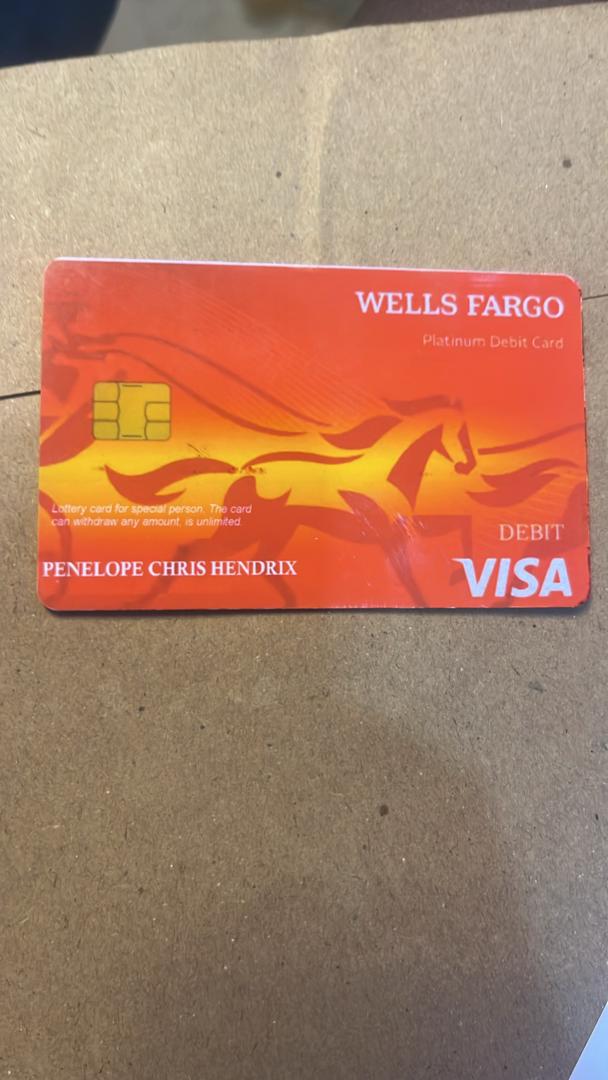 WELLS FARGO
Platinum Debit Card
Lottery card for special person. The card
can withdraw any amount, is unlimited.
DEBIT
PENELOPE CHRIS HENDRIX
VISA